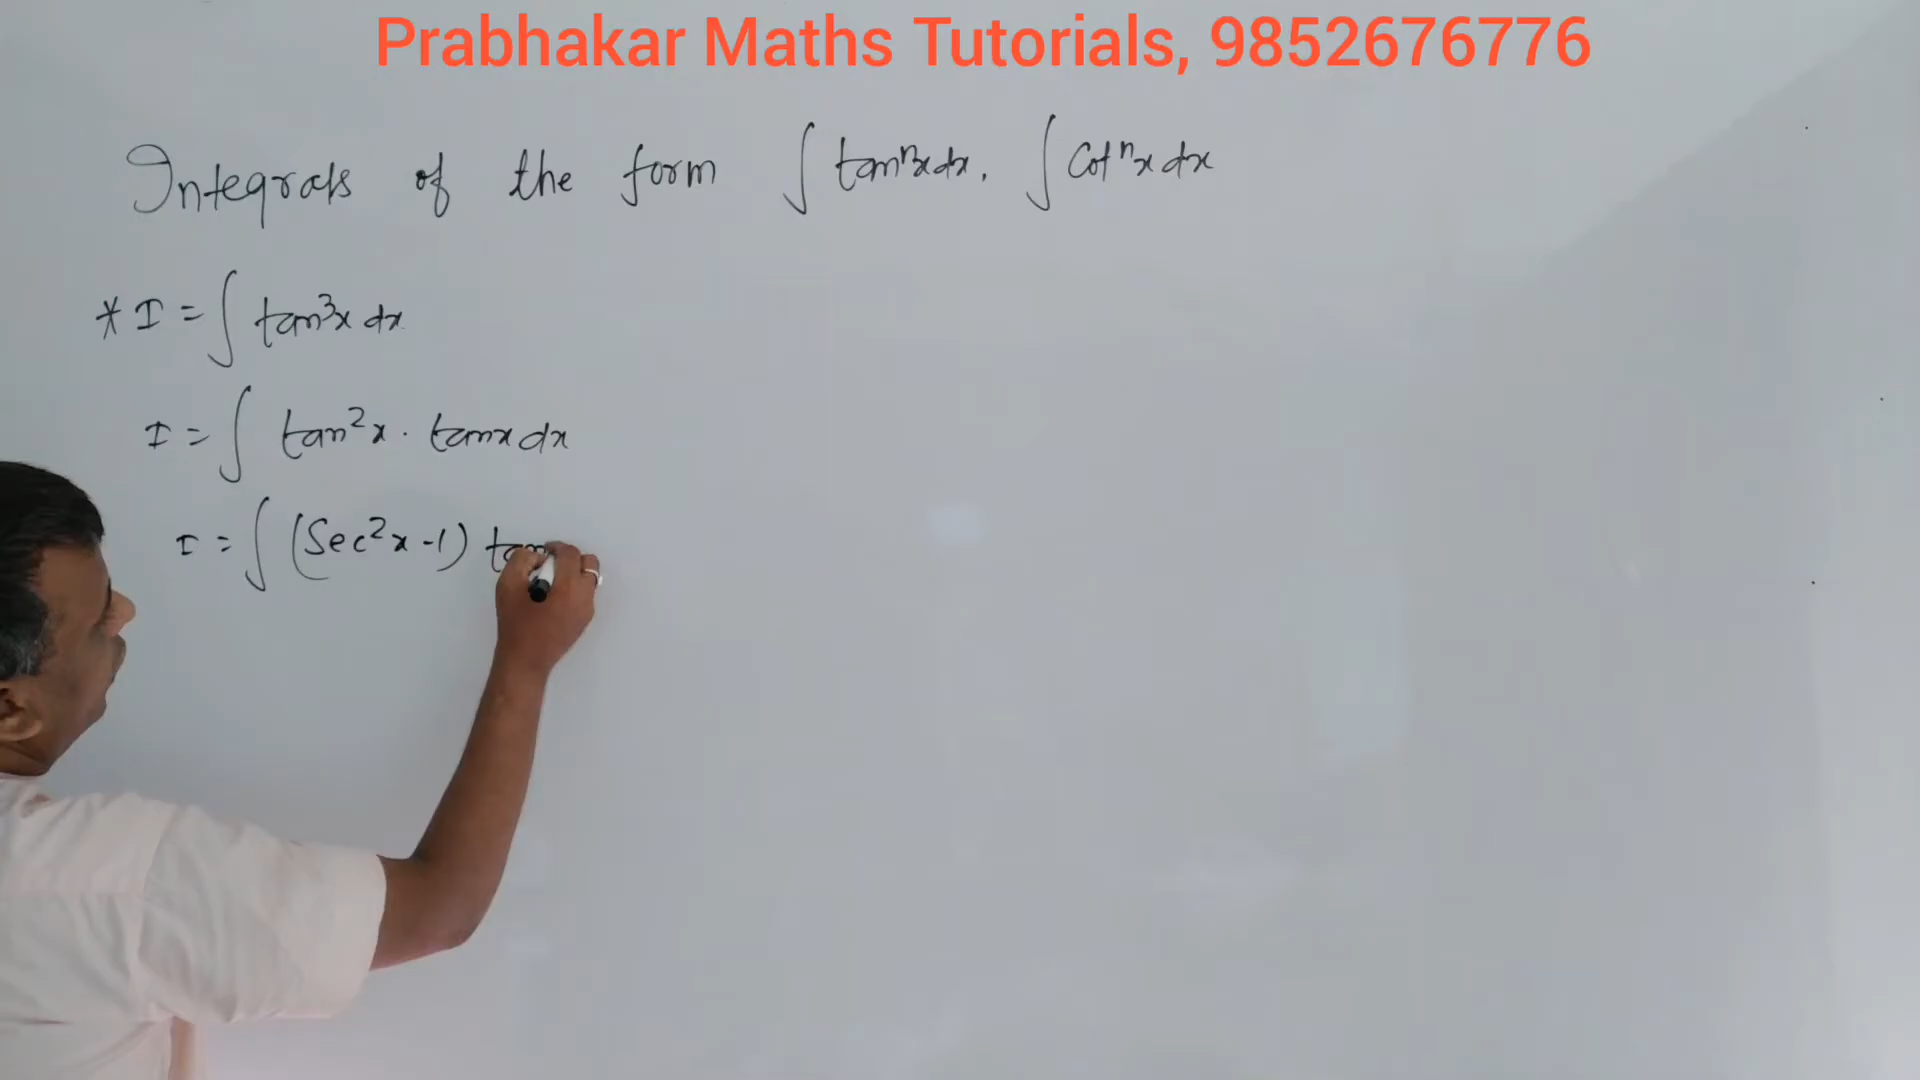 Prabhakar Maths Tutorials, 9852676776
Integrals of the form ∫ tanⁿx dx, ∫ Cotⁿx dx
* I = ∫ tan³x dx
I = ∫ tan²x · tanx dx
I = ∫ (Sec²x -1) tan